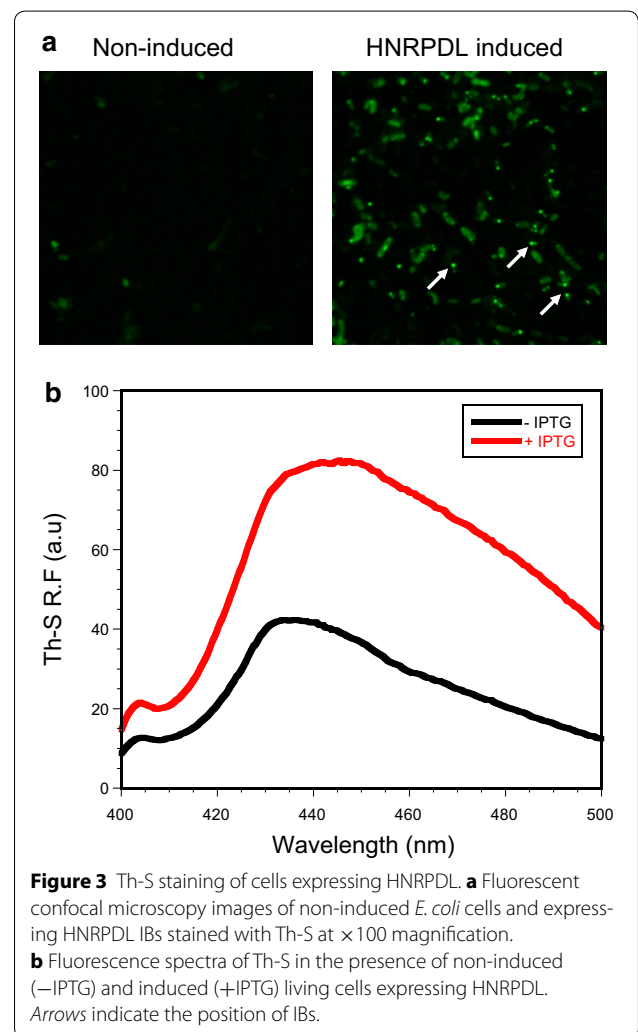 a
Non-induced
HNRPDL induced
b
100
80
60
40
20
0
Th-S R.F (a.u)
- IPTG
+ IPTG
400
420
440
460
480
500
Wavelength (nm)
Figure 3 Th-S staining of cells expressing HNRPDL. a Fluorescent
confocal microscopy images of non-induced E. coli cells and express-
ing HNRPDL IBs stained with Th-S at ×100 magnification.
b Fluorescence spectra of Th-S in the presence of non-induced
(−IPTG) and induced (+IPTG) living cells expressing HNRPDL.
Arrows indicate the position of IBs.